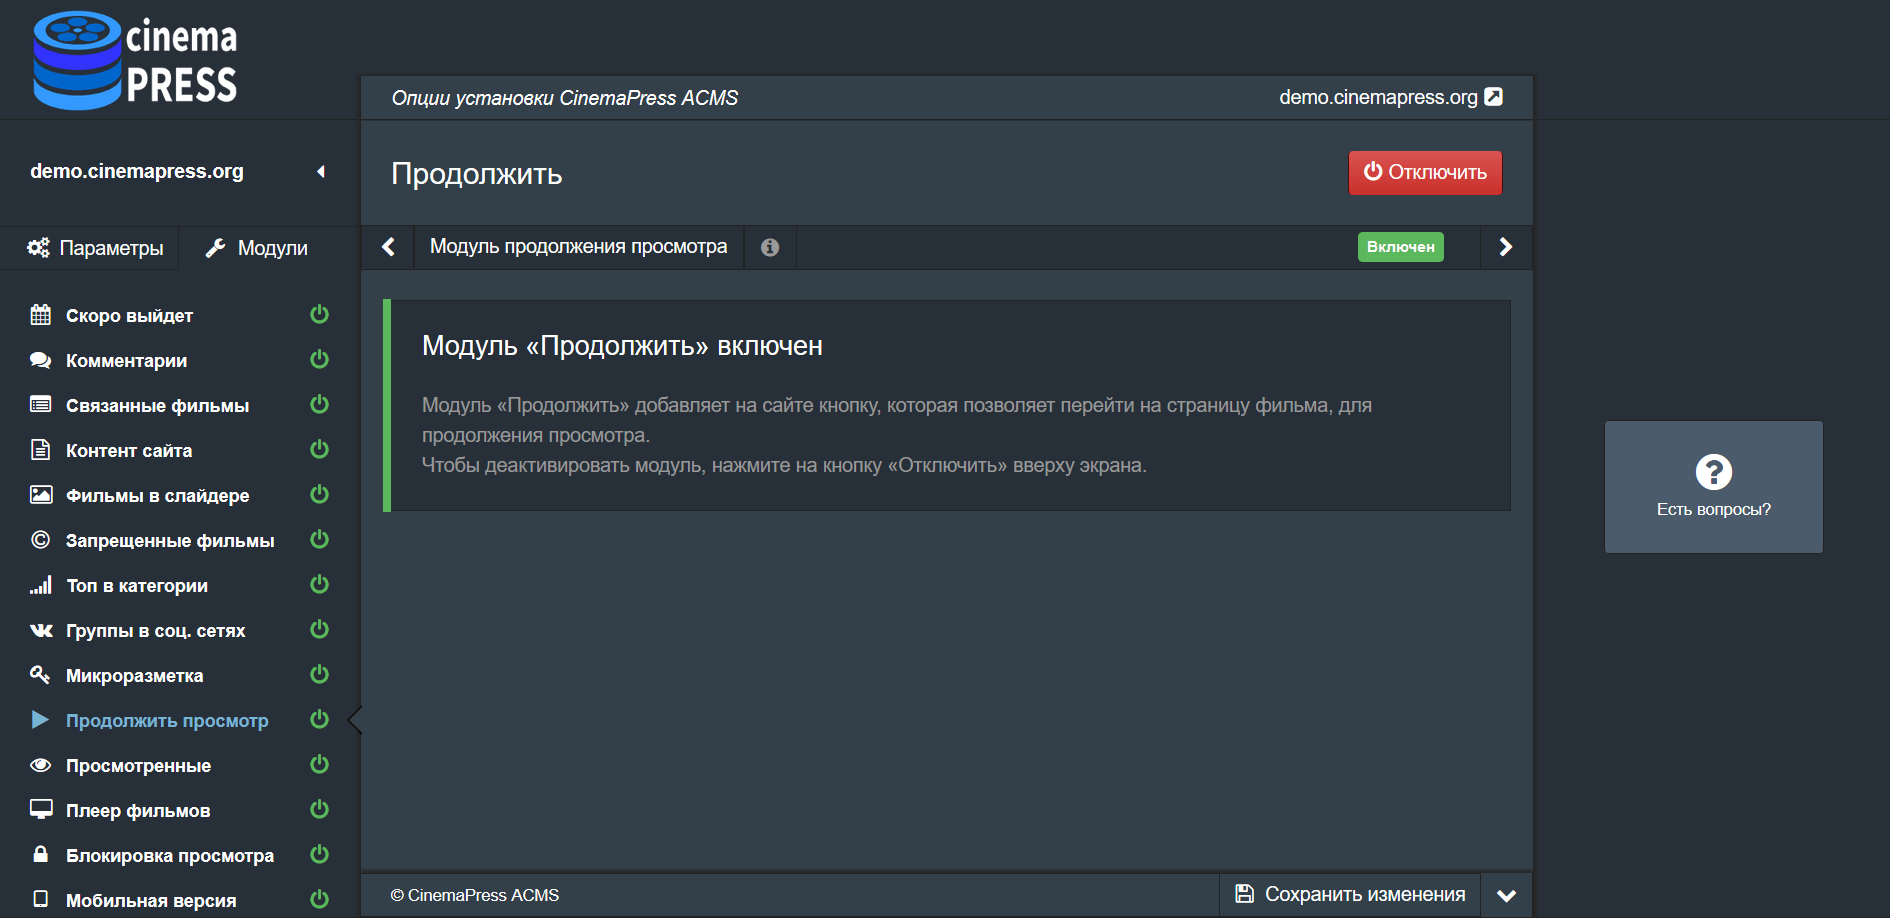 cinema
PRESS
Опции установки CinemaPress ACMS
demo.cinemapress.org
demo.cinemapress.org
Продолжить
Отключить
Параметры
Модули
Модуль продолжения просмотра
Включен
Скоро выйдет
Комментарии
Связанные фильмы
Контент сайта
Фильмы в слайдере
Запрещенные фильмы
Топ в категории
Группы в соц. сетях
Микроразметка
Продолжить просмотр
Просмотренные
Плеер фильмов
Блокировка просмотра
Мобильная версия
Модуль «Продолжить» включен
Модуль «Продолжить» добавляет на сайте кнопку, которая позволяет перейти на страницу фильма, для
продолжения просмотра.
Чтобы деактивировать модуль, нажмите на кнопку «Отключить» вверху экрана.
Есть вопросы?
© CinemaPress ACMS
Сохранить изменения